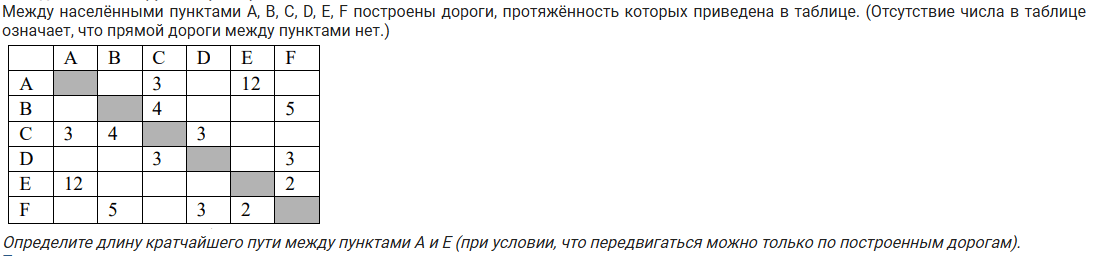 Между населёнными пунктами A, B, C, D, E, F построены дороги, протяжённость которых приведена в таблице. (Отсутствие числа в таблице
означает, что прямой дороги между пунктами нет.)
A B C D E F
A 3 12
B 4 5
C 3 4 3
D 3 3
E 12 2
F 5 3 2
Определите длину кратчайшего пути между пунктами A и E (при условии, что передвигаться можно только по построенным дорогам).